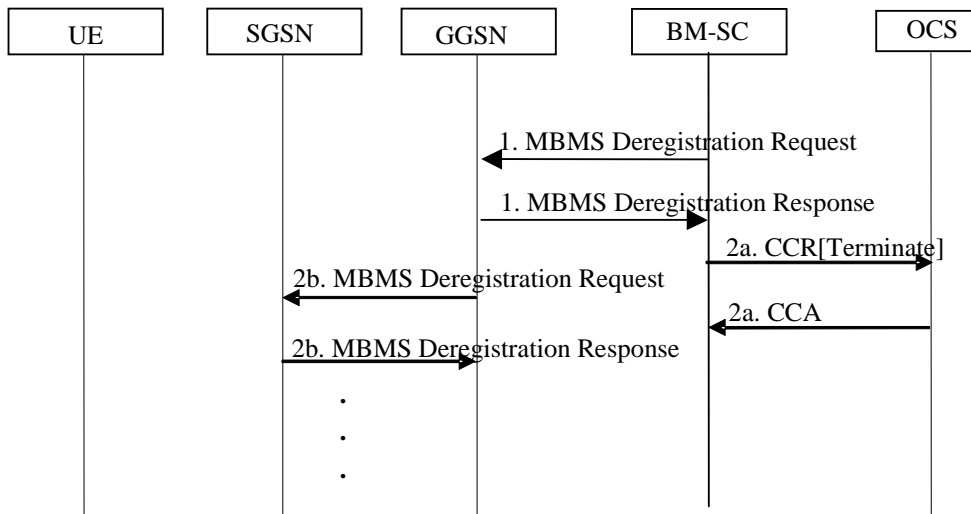 UE
SGSN
GGSN
BM-SC
OCS
1. MBMS Deregistration Request
1. MBMS Deregistration Response
2a. CCR[Terminate]
2b. MBMS Deregistration Request
2a. CCA
2b. MBMS Deregistration Response